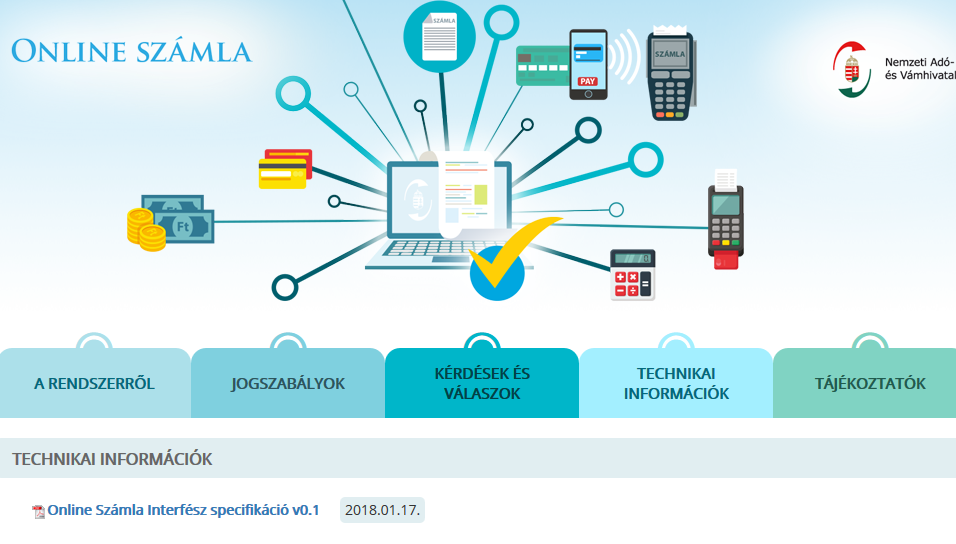 ONLINE SZÁMLA
SZÁMLA
PAY
SZÁMLA
Nemzeti Adó-
és Vámhivatal
Ft
Ft
A RENDSZERRŐL
JOGSZABÁLYOK
KÉRDÉSEK ÉS
VÁLASZOK
TECHNIKAI
INFORMÁCIÓK
TÁJÉKOZTATÓK
TECHNIKAI INFORMÁCIÓK
Online Számla Interfész specifikáció v0.1 2018.01.17.